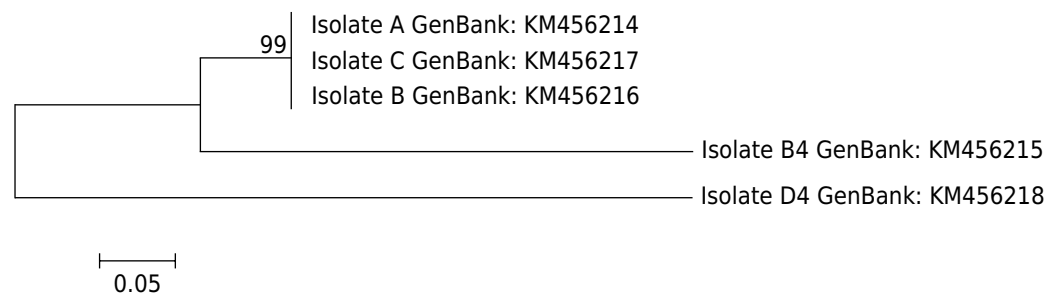 Isolate A GenBank: KM456214
99
Isolate C GenBank: KM456217
Isolate B GenBank: KM456216
Isolate B4 GenBank: KM456215
Isolate D4 GenBank: KM456218
0.05